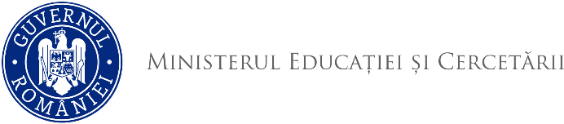 GUVERNUL ROMÂNIEI
MINISTERUL EDUCAȚIEI ȘI CERCETĂRII